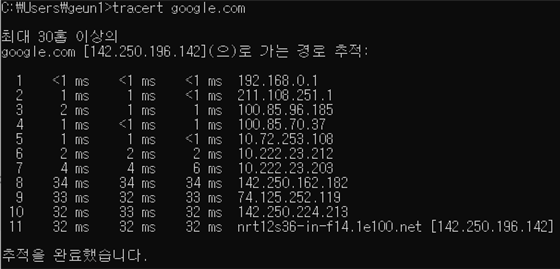 C:₩Users₩geun1>tracert google.com
최대 30홉 이상의
google.com [142.250.196.142](으)로 가는 경로 추적:
1 <1 ms <1 ms <1 ms 192.168.0.1
2 1 ms <1 ms <1 ms 211.108.251.1
3 2 ms 1 ms 1 ms 100.85.96.185
4 1 ms <1 ms 1 ms 100.85.70.37
5 1 ms 1 ms <1 ms 10.72.253.108
6 2 ms 2 ms 2 ms 10.222.23.212
7 4 ms 4 ms 6 ms 10.222.23.203
8 34 ms 34 ms 34 ms 142.250.162.182
9 33 ms 32 ms 33 ms 74.125.252.119
10 32 ms 33 ms 32 ms 142.250.224.213
11 32 ms 32 ms 32 ms nrt12s36-in-f14.1e100.net [142.250.196.142]
추적을 완료했습니다.